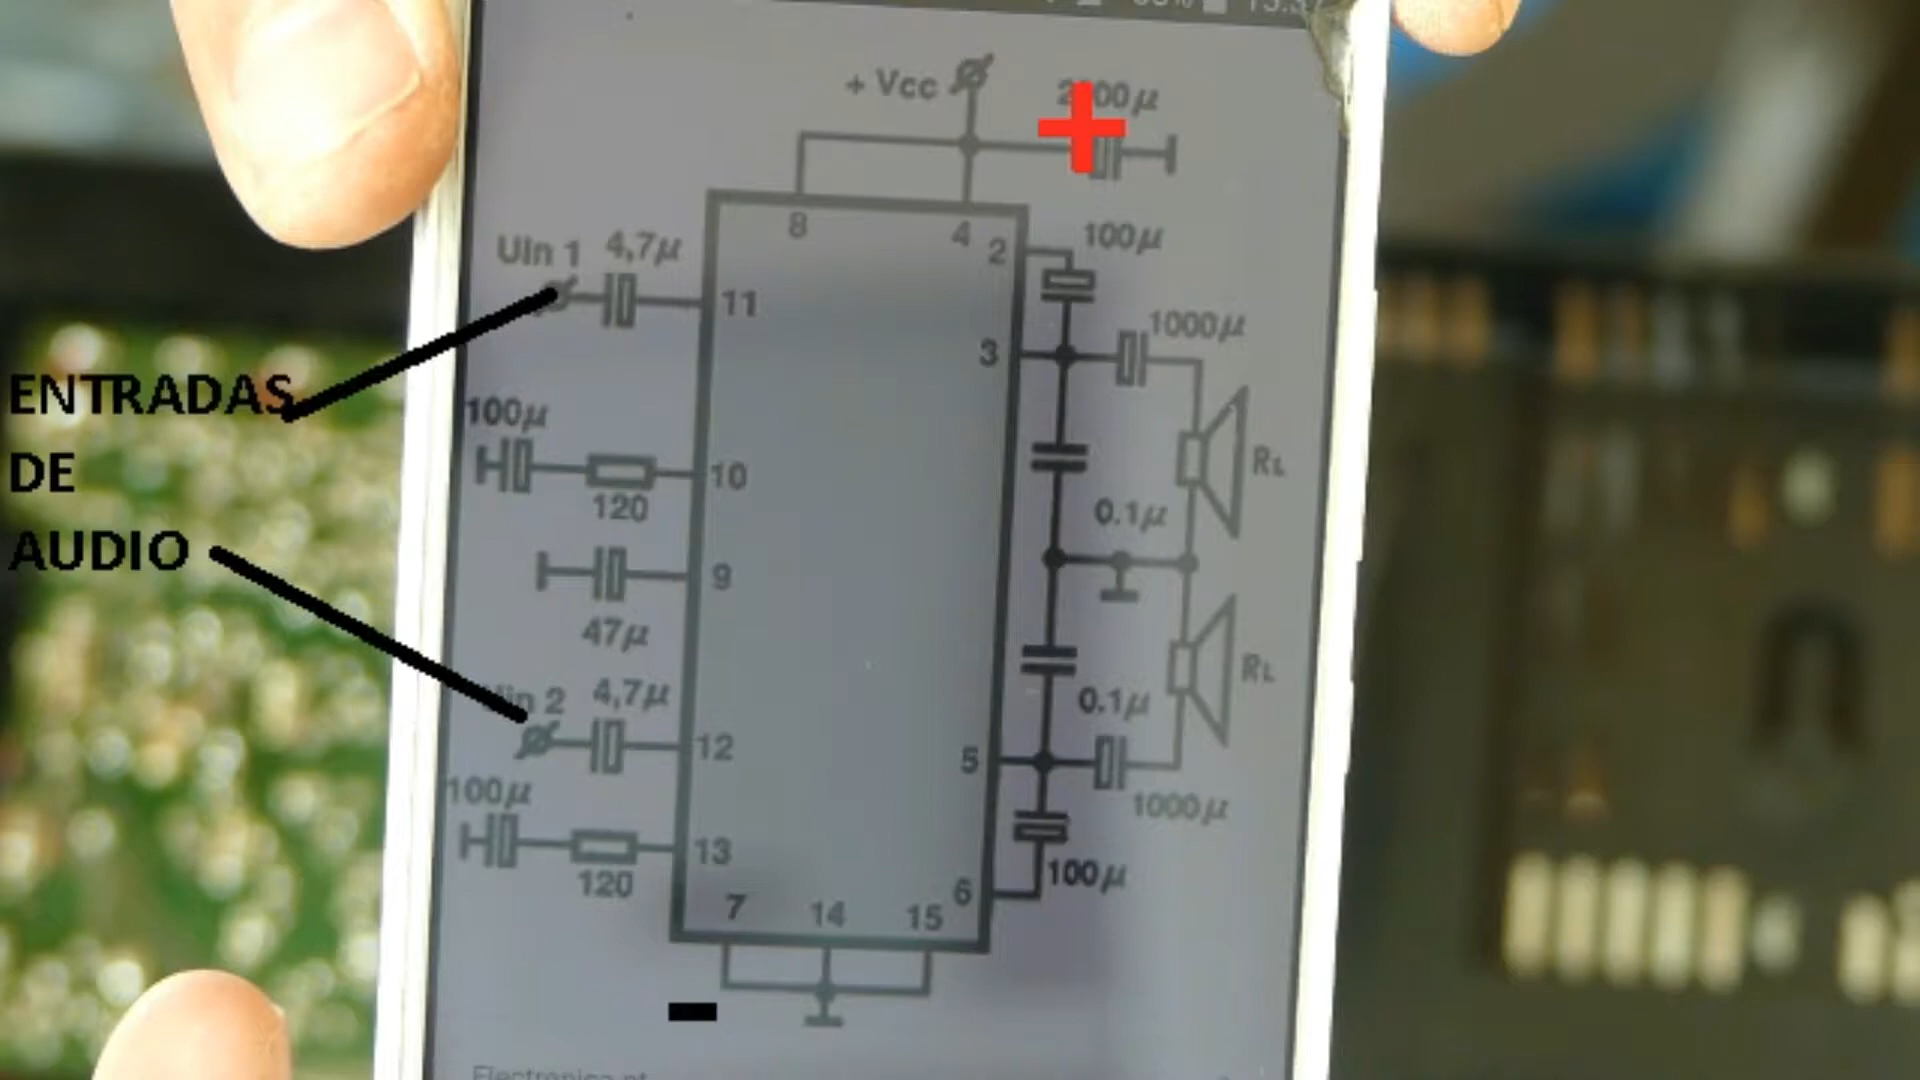 + Vcc
8
4
2
100µ
Uin 1
4,7µ
11
3
1000µ
ENTRADAS
DE
AUDIO
100µ
10
120
RL
0.1µ
9
47µ
4,7µ
12
RL
0.1µ
5
1000µ
100µ
13
120
6
100µ
7
14
15
+
-